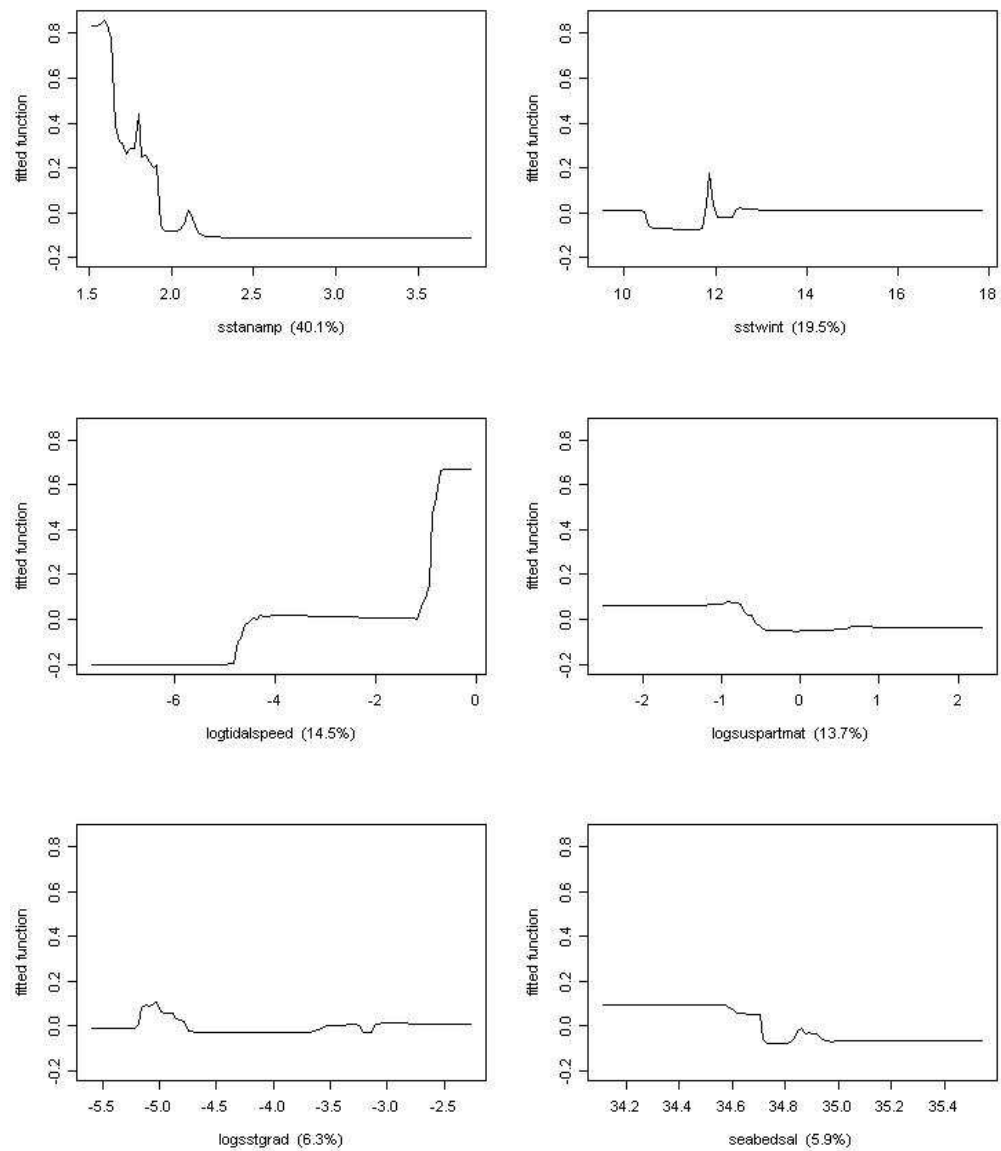 fitted function
0.8
0.6
0.4
0.2
0.0
-0.2
1.5 2.0 2.5 3.0 3.5
sstanamp (40.1%)
fitted function
0.8
0.6
0.4
0.2
0.0
-0.2
10 12 14 16 18
sstwint (19.5%)
fitted function
0.8
0.6
0.4
0.2
0.0
-0.2
-6 -4 -2 0
logtidalspeed (14.5%)
fitted function
0.8
0.6
0.4
0.2
0.0
-0.2
-2 -1 0 1 2
logsuspartmat (13.7%)
fitted function
0.8
0.6
0.4
0.2
0.0
-0.2
-5.5 -5.0 -4.5 -4.0 -3.5 -3.0 -2.5
logsstgrad (6.3%)
fitted function
0.8
0.6
0.4
0.2
0.0
-0.2
34.2 34.4 34.6 34.8 35.0 35.2 35.4
seabedsal (5.9%)